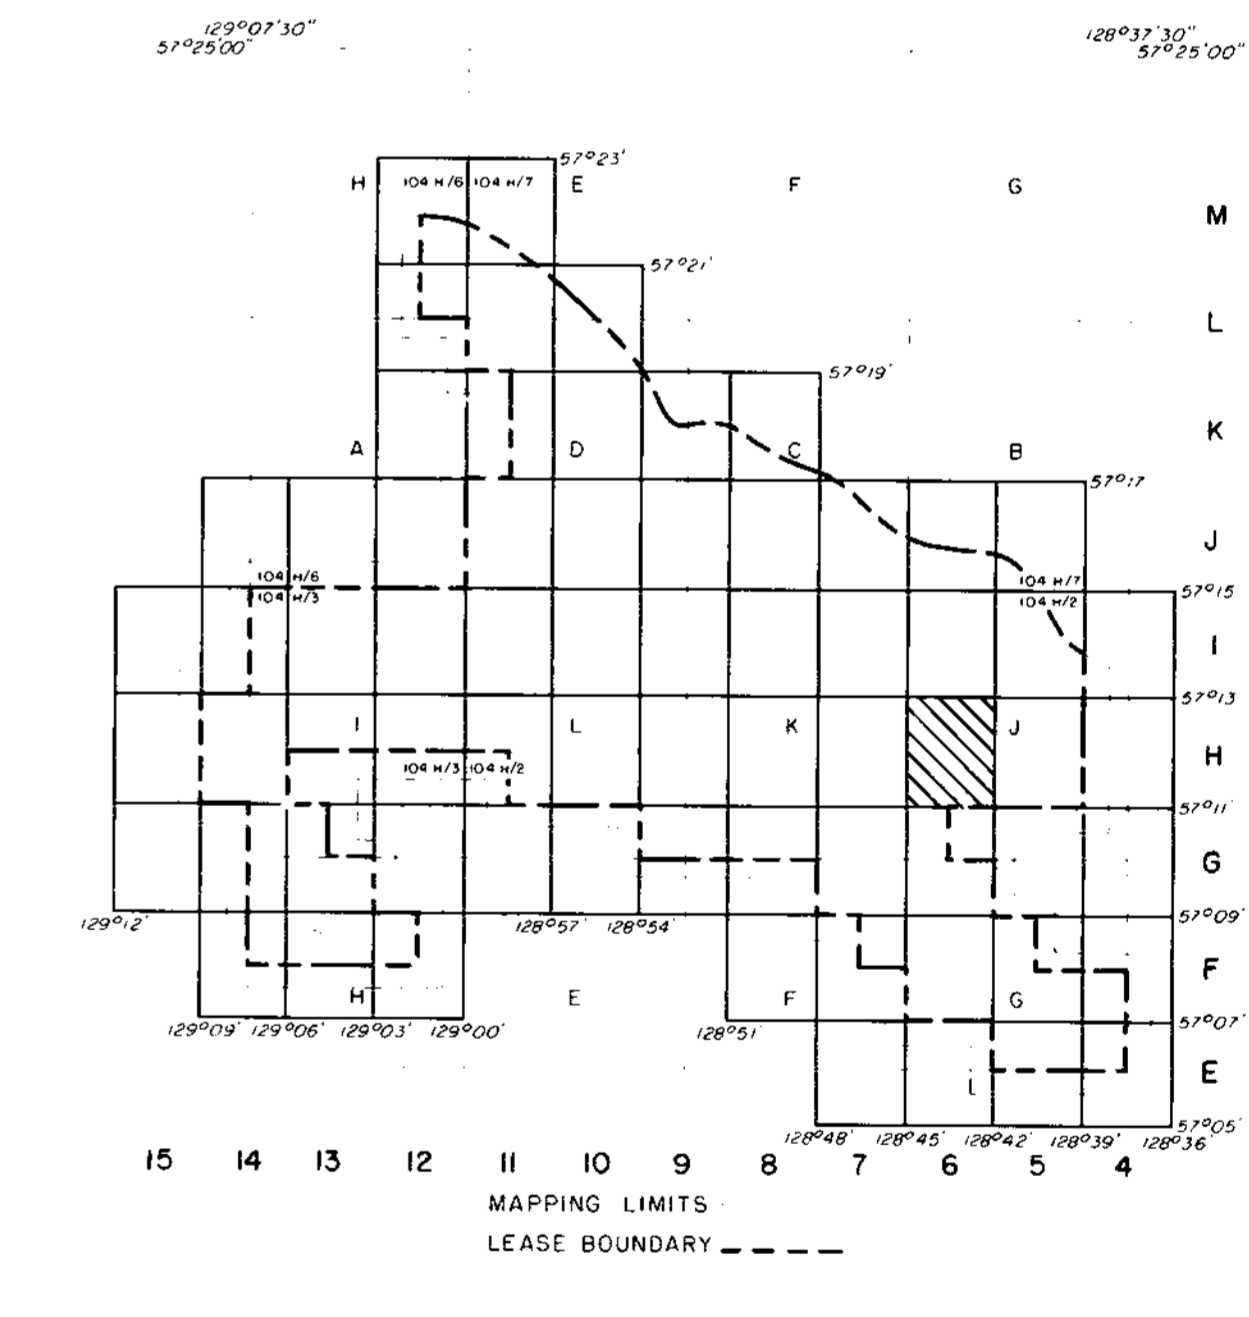 129°07'30" 128°37'30"
57°25'00" 57°25'00"
57°23'
H 104 H/6 104 H/7 E F G
M
57°21'
L
57°19'
K
A D C B
57°17'
J
104 H/6 104 H/7
104 H/3 104 H/2 57°15'
I
57°13'
I L K J
H
104 H/3 104 H/2
57°11'
G
129°12' 128°57' 128°54' 57°09'
F
H E F G
129°09' 129°06' 129°03' 129°00' 128°51' 57°07'
E
57°05'
128°48' 128°45' 128°42' 128°39' 128°36'
15 14 13 12 11 10 9 8 7 6 5 4
MAPPING LIMITS
LEASE BOUNDARY